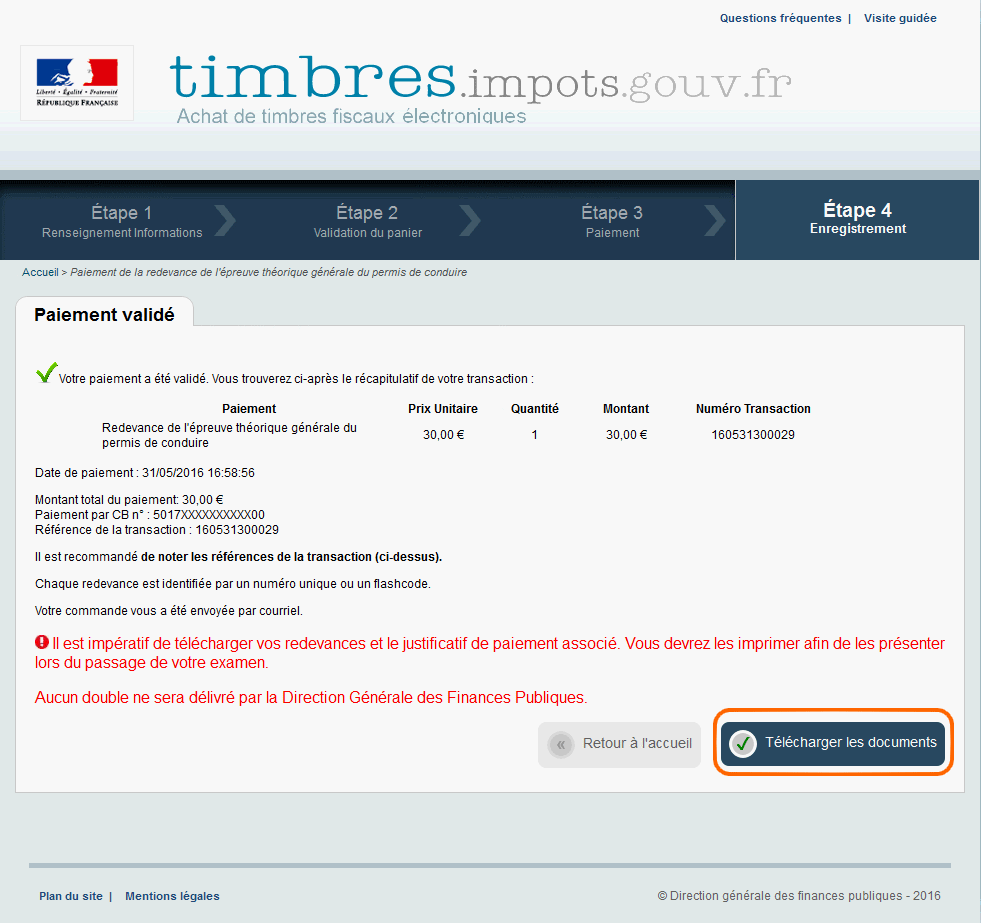 Questions fréquentes | Visite guidée
Liberté • Égalité • Fraternité
RÉPUBLIQUE FRANÇAISE
timbres.impots.gouv.fr
Achat de timbres fiscaux électroniques
Étape 1
Renseignement Informations
Étape 2
Validation du panier
Étape 3
Paiement
Étape 4
Enregistrement
Accueil > Paiement de la redevance de l'épreuve théorique générale du permis de conduire
Paiement validé
Votre paiement a été validé. Vous trouverez ci-après le récapitulatif de votre transaction :
Paiement Prix Unitaire Quantité Montant Numéro Transaction
Redevance de l'épreuve théorique générale du
permis de conduire 30,00 € 1 30,00 € 160531300029
Date de paiement : 31/05/2016 16:58:56
Montant total du paiement: 30,00 €
Paiement par CB n° : 5017XXXXXXXXXX00
Référence de la transaction : 160531300029
Il est recommandé de noter les références de la transaction (ci-dessus).
Chaque redevance est identifiée par un numéro unique ou un flashcode.
Votre commande vous a été envoyée par courriel.
Il est impératif de télécharger vos redevances et le justificatif de paiement associé. Vous devrez les imprimer afin de les présenter
lors du passage de votre examen.
Aucun double ne sera délivré par la Direction Générale des Finances Publiques.
« Retour à l'accueil
Télécharger les documents
Plan du site | Mentions légales
© Direction générale des finances publiques - 2016